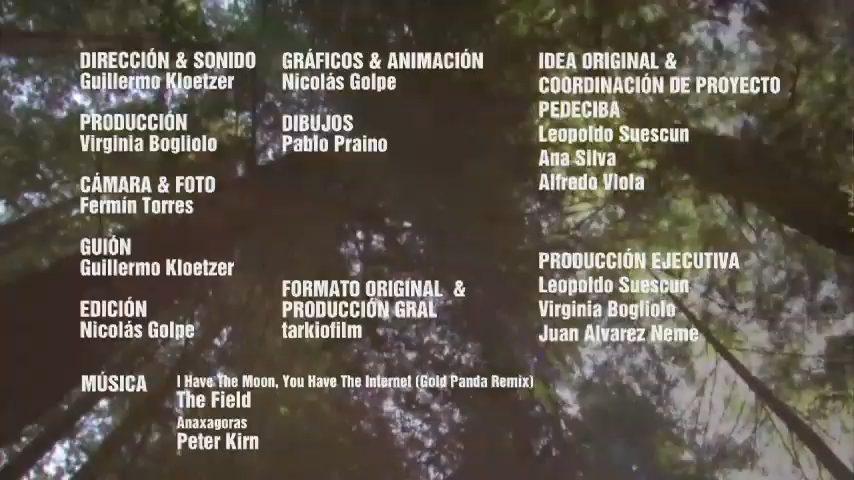 DIRECCIÓN & SONIDO
Guillermo Kloetzer
PRODUCCIÓN
Virginia Bogliolo
CÁMARA & FOTO
Fermín Torres
GUIÓN
Guillermo Kloetzer
EDICIÓN
Nicolás Golpe
GRÁFICOS & ANIMACIÓN
Nicolás Golpe
DIBUJOS
Pablo Praino
FORMATO ORIGINAL &
PRODUCCIÓN GRAL
tarkiofilm
IDEA ORIGINAL &
COORDINACIÓN DE PROYECTO
PEDECIBA
Leopoldo Suescun
Ana Silva
Alfredo Viola
PRODUCCIÓN EJECUTIVA
Leopoldo Suescun
Virginia Bogliolo
Juan Alvarez Neme
MÚSICA
I Have The Moon, You Have The Internet (Gold Panda Remix)
The Field
Anaxagoras
Peter Kirn